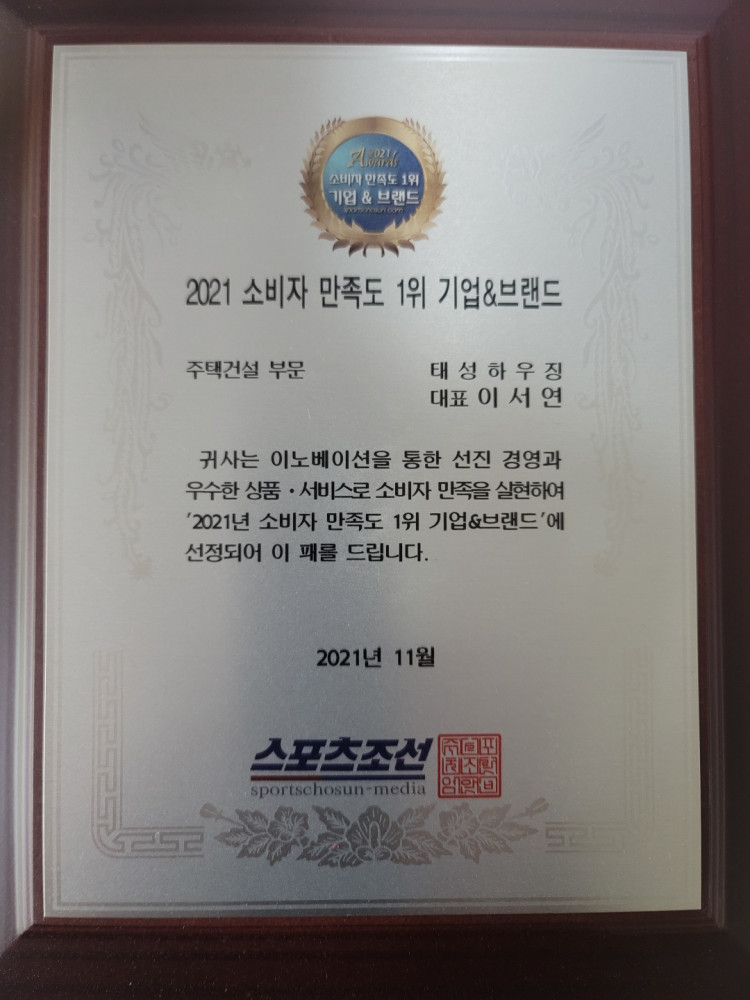 2021
Awards
소비자 만족도 1위
기업 & 브랜드
sportschosun.com
2021 소비자 만족도 1위 기업&브랜드
주택건설 부문
태성하우징
대표 이서연
귀사는 이노베이션을 통한 선진 경영과
우수한 상품·서비스로 소비자 만족을 실현하여
'2021년 소비자 만족도 1위 기업&브랜드'에
선정되어 이 패를 드립니다.
2021년 11월
스포츠조선
sportschosun-media